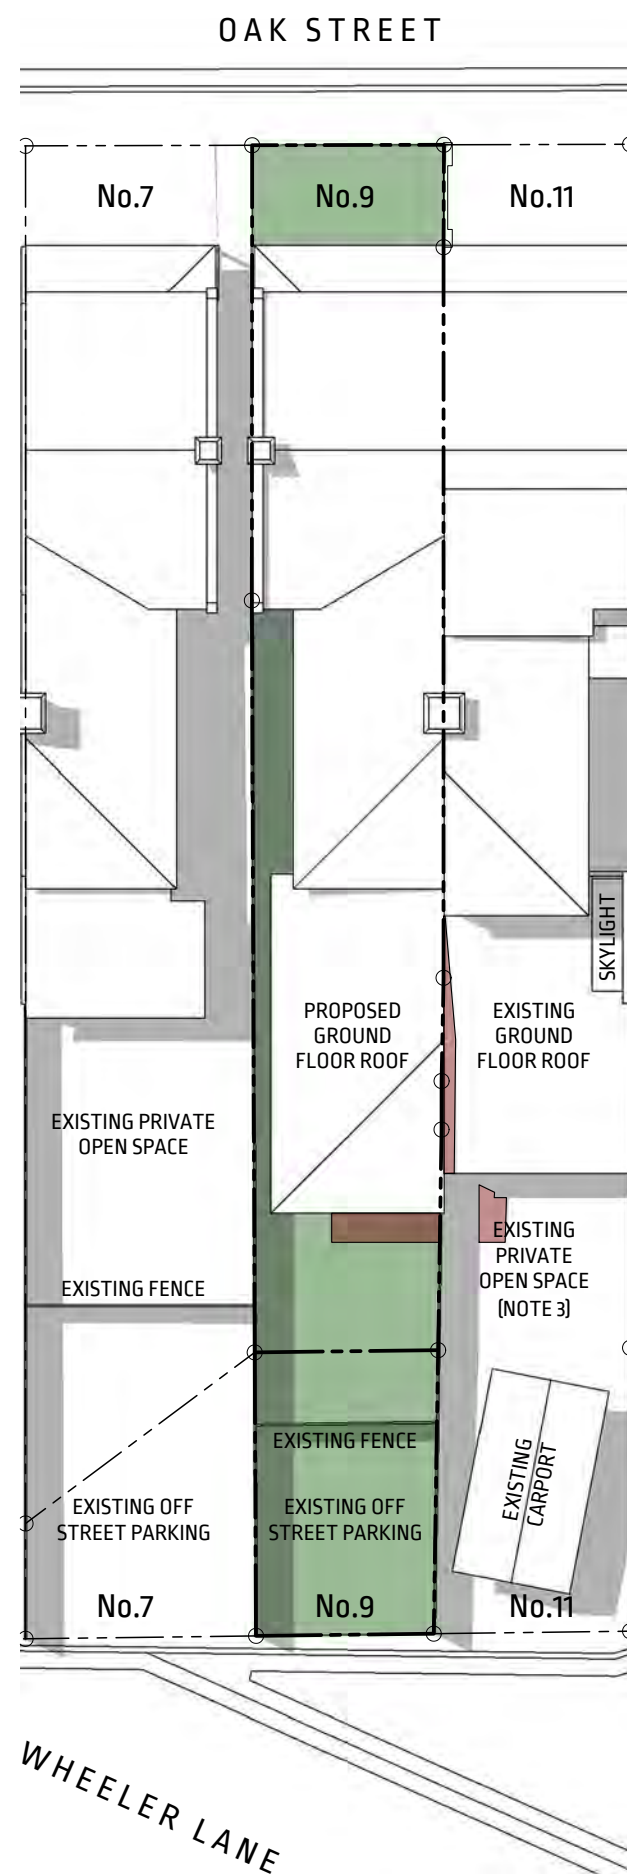 OAK STREET
No.7
No.9
No.11
SKYLIGHT
PROPOSED
GROUND
FLOOR ROOF
EXISTING
GROUND
FLOOR ROOF
EXISTING PRIVATE
OPEN SPACE
EXISTING
PRIVATE
OPEN SPACE
[NOTE 3]
EXISTING FENCE
EXISTING FENCE
EXISTING
CARPORT
EXISTING OFF
STREET PARKING
EXISTING OFF
STREET PARKING
No.7
No.9
No.11
WHEELER LANE